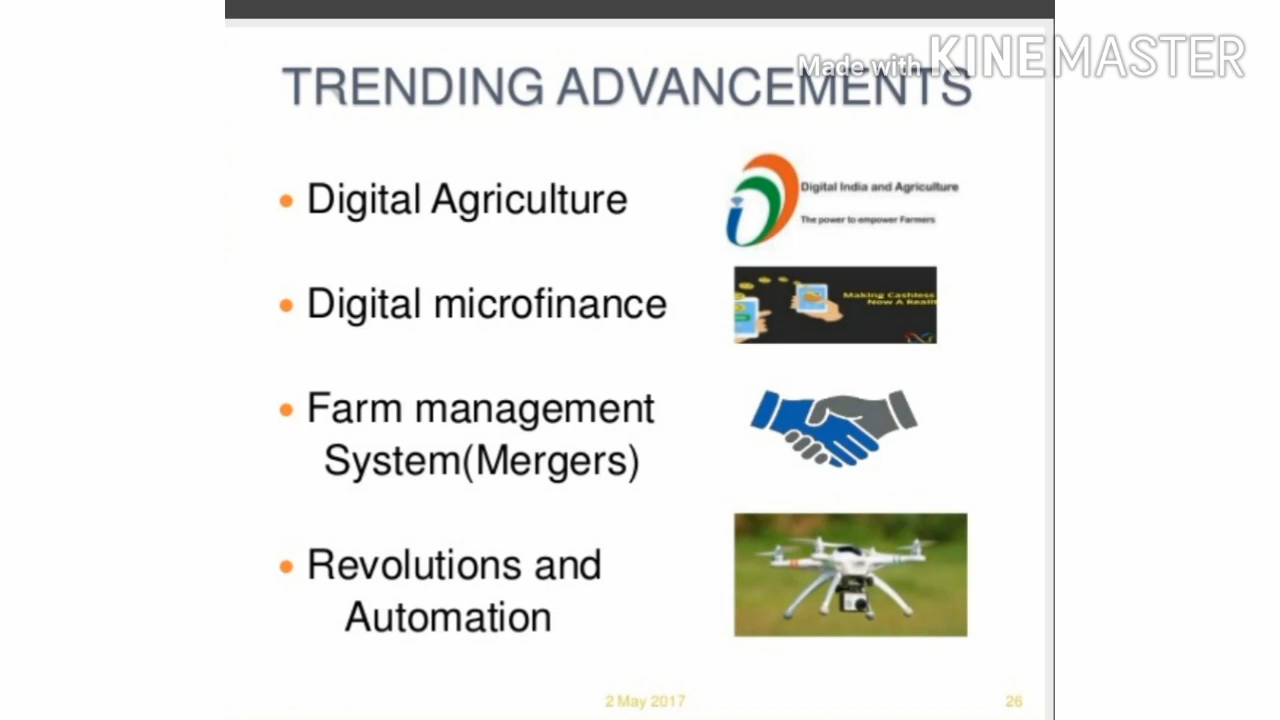 Made with KINEMASTER
TRENDING ADVANCEMENTS
• Digital Agriculture
Digital India and Agriculture
The power to empower Farmers
• Digital microfinance
Making Cashless
Now A Realit
• Farm management
System(Mergers)
• Revolutions and
Automation
2 May 2017
26